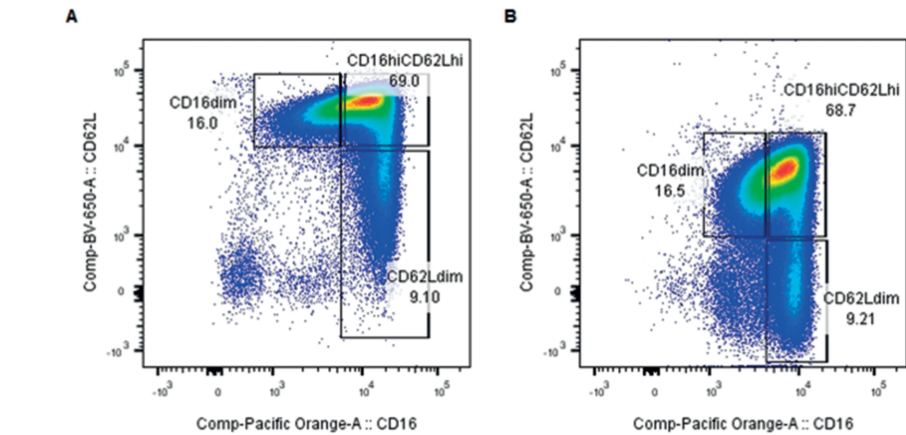 A
CD16hiCD62Lhi
69.0
CD16dim
16.0
CD62Ldim
9.10
10^5
10^4
10^3
0
-10^3
Comp-BV-650-A :: CD62L
-10^3
0
10^3
10^4
10^5
Comp-Pacific Orange-A :: CD16
B
CD16hiCD62Lhi
68.7
CD16dim
16.5
CD62Ldim
9.21
10^5
10^4
10^3
0
-10^3
Comp-BV-650-A :: CD62L
-10^3
0
10^3
10^4
10^5
Comp-Pacific Orange-A :: CD16